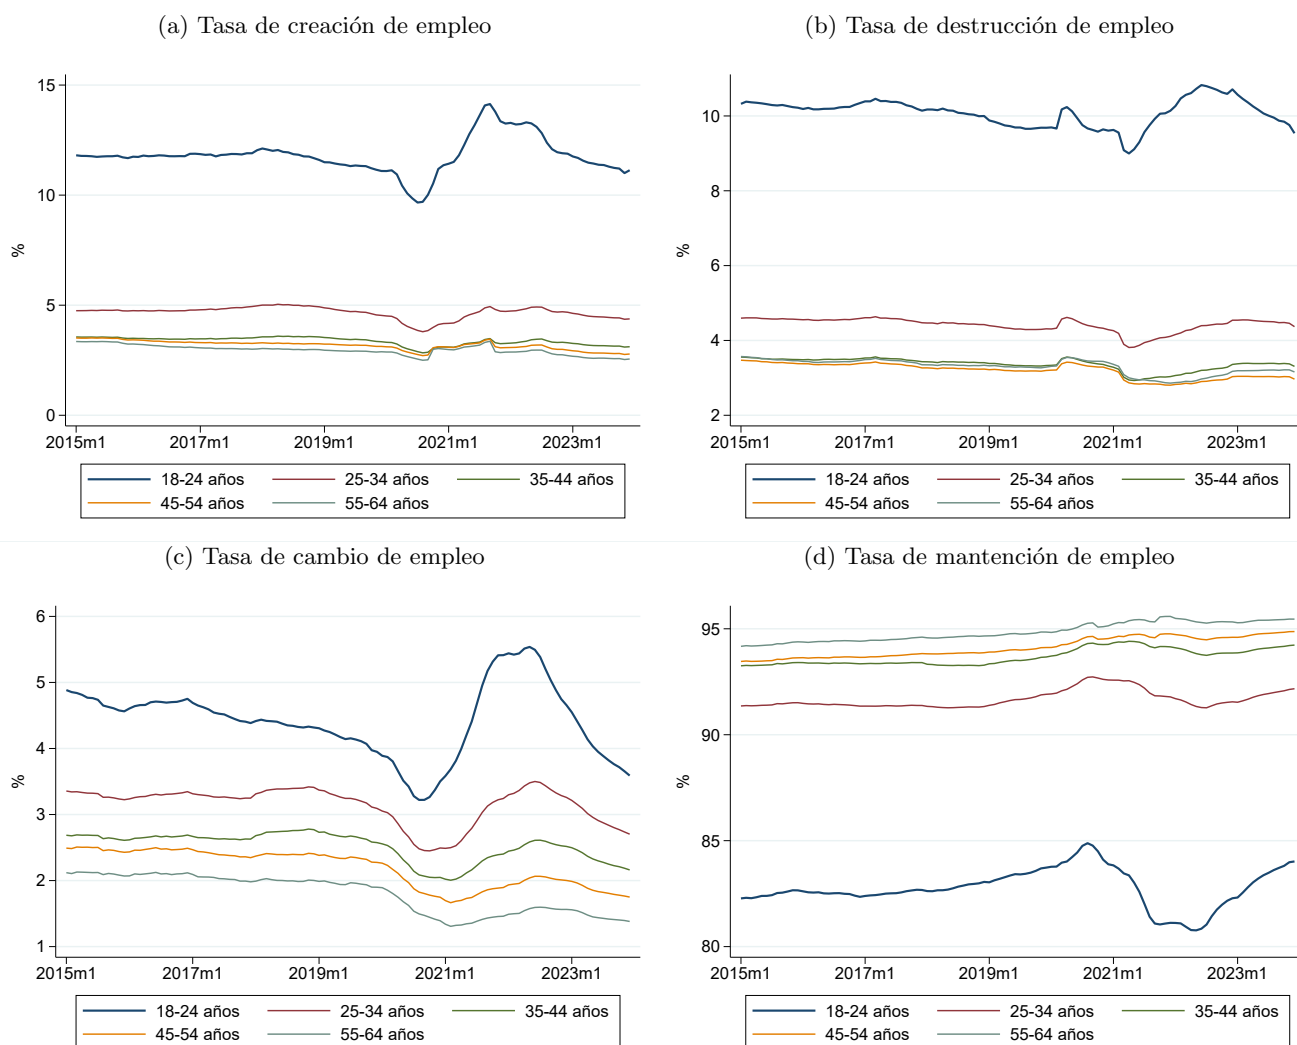 (a) Tasa de creación de empleo
15
10
5
0
%
2015m1 2017m1 2019m1 2021m1 2023m1
18-24 años 25-34 años 35-44 años
45-54 años 55-64 años
(b) Tasa de destrucción de empleo
10
8
6
4
2
%
2015m1 2017m1 2019m1 2021m1 2023m1
18-24 años 25-34 años 35-44 años
45-54 años 55-64 años
(c) Tasa de cambio de empleo
6
5
4
3
2
1
%
2015m1 2017m1 2019m1 2021m1 2023m1
18-24 años 25-34 años 35-44 años
45-54 años 55-64 años
(d) Tasa de mantención de empleo
95
90
85
80
%
2015m1 2017m1 2019m1 2021m1 2023m1
18-24 años 25-34 años 35-44 años
45-54 años 55-64 años